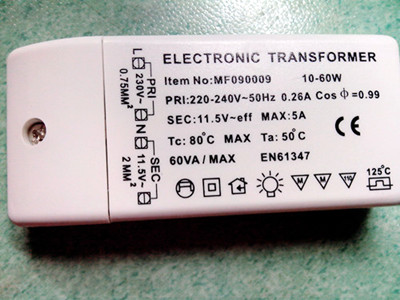 ELECTRONIC TRANSFORMER
Item No:MF090009 10-60W
PRI:220-240V~50Hz 0.26A Cos ϕ=0.99
SEC:11.5V~eff MAX:5A
Tc: 80°C MAX Ta: 50°C
60VA/MAX EN61347
CE
M M 110
125°C
L N
PRI
230V~
0.75MM²
SEC
11.5V~
2 MM²